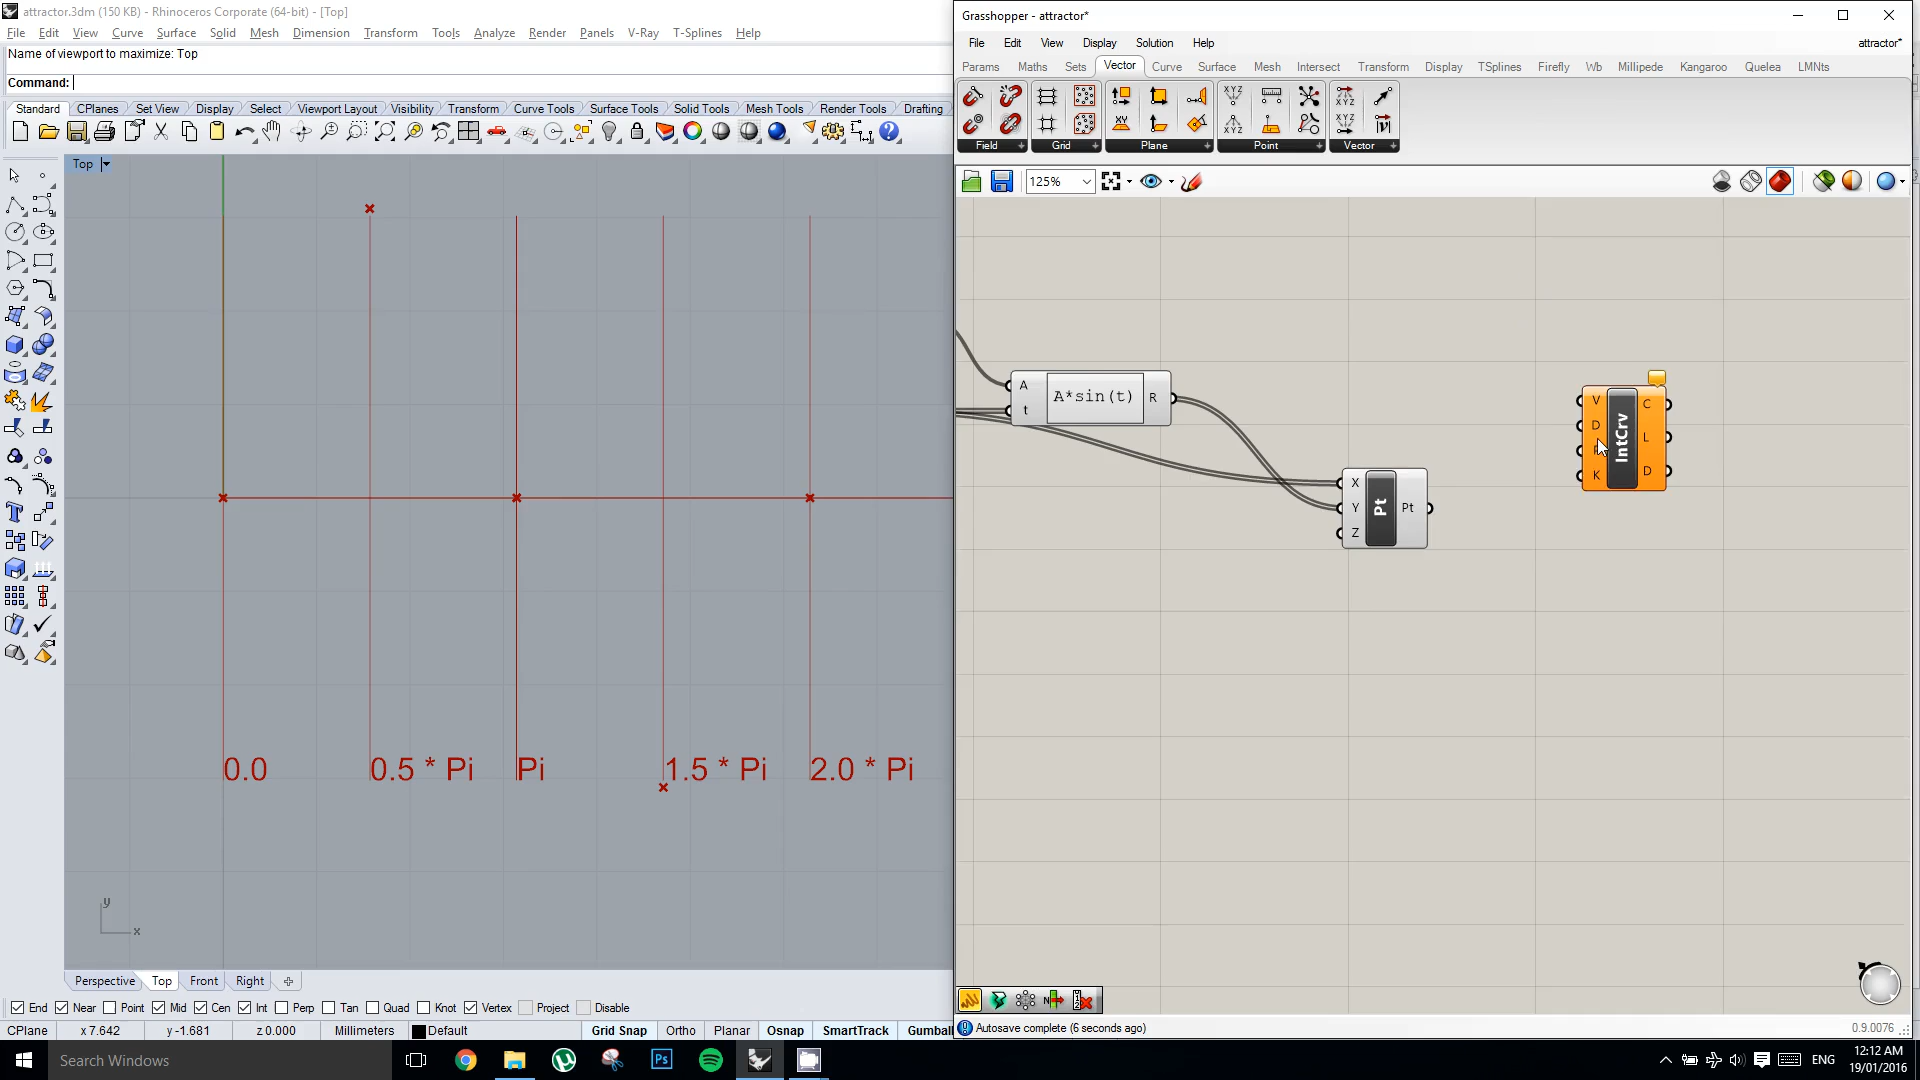 attractor.3dm (150 KB) - Rhinoceros Corporate (64-bit) - [Top]
File Edit View Curve Surface Solid Mesh Dimension Transform Tools Analyze Render Panels V-Ray T-Splines Help
Name of viewport to maximize: Top
Command:
Standard CPlanes Set View Display Select Viewport Layout Visibility Transform Curve Tools Surface Tools Solid Tools Mesh Tools Render Tools Drafting
Top
0.0 0.5 * Pi Pi 1.5 * Pi 2.0 * Pi
y
x
Perspective Top Front Right
End Near Point Mid Cen Int Perp Tan Quad Knot Vertex Project Disable
CPlane x 7.642 y -1.681 z 0.000 Millimeters Default Grid Snap Ortho Planar Osnap SmartTrack Gumball
Grasshopper - attractor*
File Edit View Display Solution Help attractor*
Params Maths Sets Vector Curve Surface Mesh Intersect Transform Display TSplines Firefly Wb Millipede Kangaroo Quelea LMNts
Field Grid Plane Point Vector
125%
A
t
A*sin(t)
R
X
Y
Z
Pt
Pt
V
D
K
IntCrv
C
L
D
Autosave complete (6 seconds ago) 0.9.0076
Search Windows
ENG
12:12 AM
19/01/2016